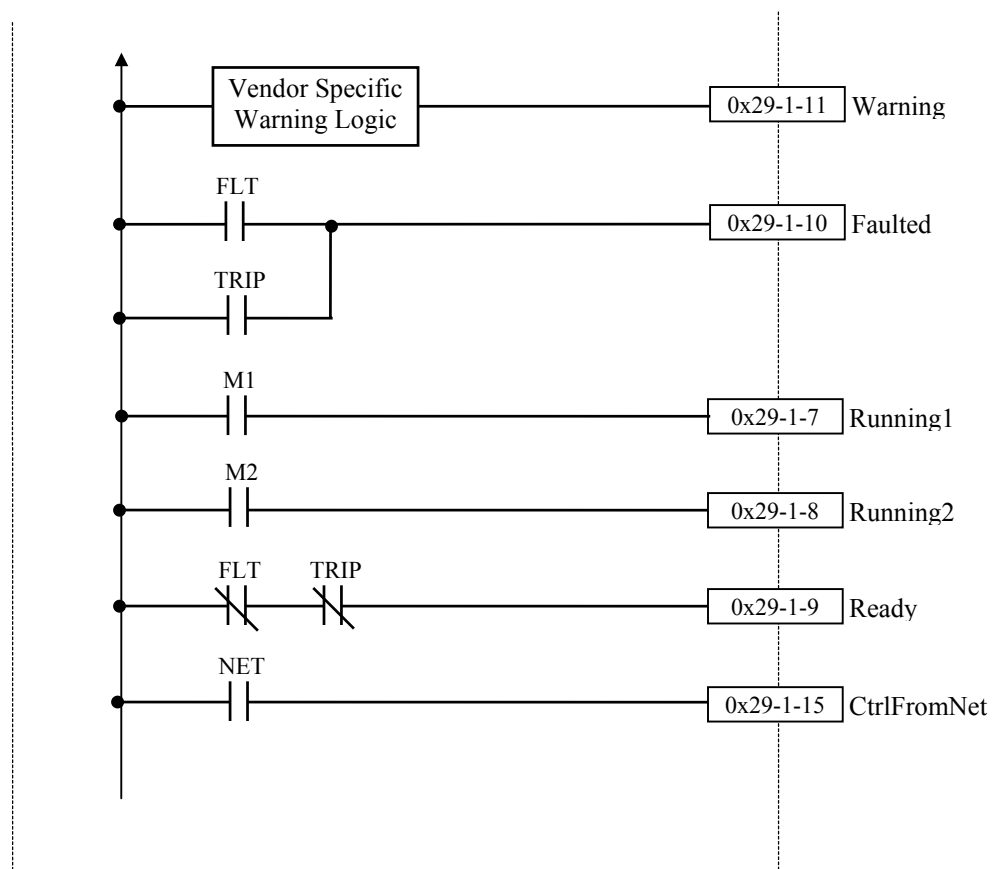 Vendor Specific
Warning Logic
0x29-1-11 Warning
FLT
0x29-1-10 Faulted
TRIP
M1
0x29-1-7 Running1
M2
0x29-1-8 Running2
FLT TRIP
0x29-1-9 Ready
NET
0x29-1-15 CtrlFromNet